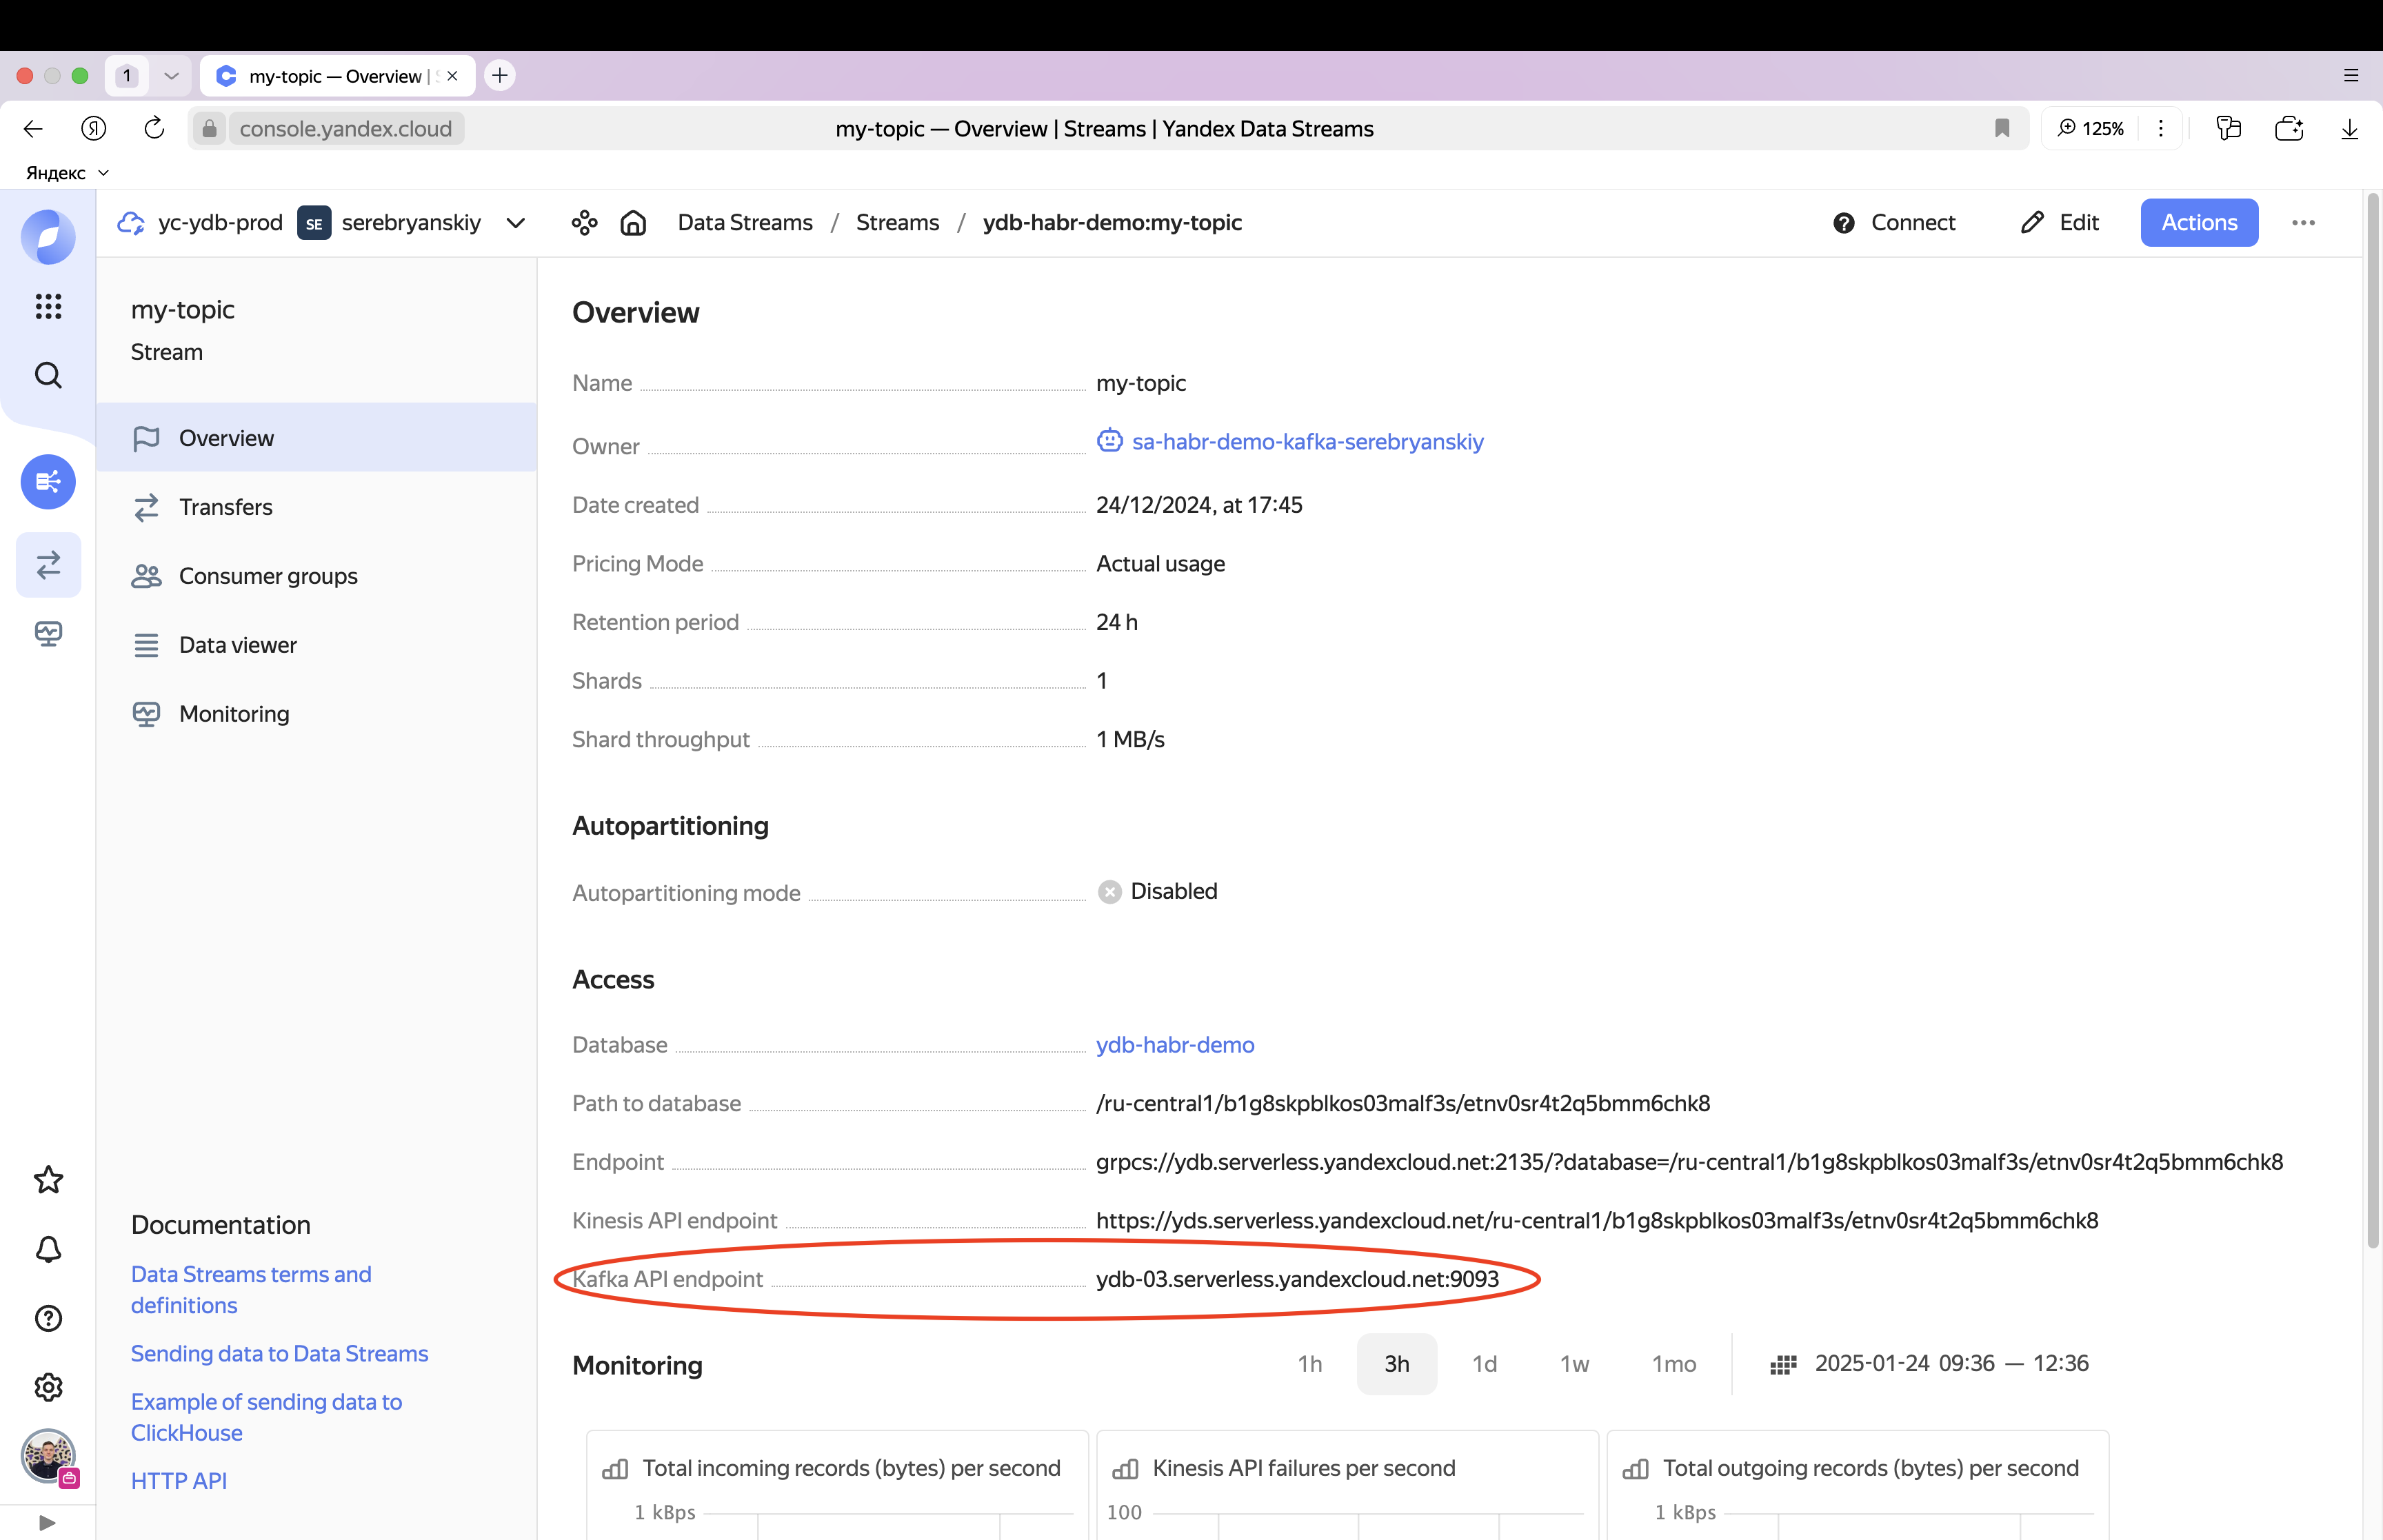 1
my-topic — Overview |
console.yandex.cloud
my-topic — Overview | Streams | Yandex Data Streams
125%
Яндекс
yc-ydb-prod SE serebryanskiy
Data Streams / Streams / ydb-habr-demo:my-topic
Connect
Edit
Actions
my-topic
Stream
Overview
Transfers
Consumer groups
Data viewer
Monitoring
Documentation
Data Streams terms and
definitions
Sending data to Data Streams
Example of sending data to
ClickHouse
HTTP API
Overview
Name my-topic
Owner sa-habr-demo-kafka-serebryanskiy
Date created 24/12/2024, at 17:45
Pricing Mode Actual usage
Retention period 24 h
Shards 1
Shard throughput 1 MB/s
Autopartitioning
Autopartitioning mode Disabled
Access
Database ydb-habr-demo
Path to database /ru-central1/b1g8skpblkos03malf3s/etnv0sr4t2q5bmm6chk8
Endpoint grpcs://ydb.serverless.yandexcloud.net:2135/?database=/ru-central1/b1g8skpblkos03malf3s/etnv0sr4t2q5bmm6chk8
Kinesis API endpoint https://yds.serverless.yandexcloud.net/ru-central1/b1g8skpblkos03malf3s/etnv0sr4t2q5bmm6chk8
Kafka API endpoint ydb-03.serverless.yandexcloud.net:9093
Monitoring
1h 3h 1d 1w 1mo 2025-01-24 09:36 — 12:36
Total incoming records (bytes) per second
1 kBps
Kinesis API failures per second
100
Total outgoing records (bytes) per second
1 kBps